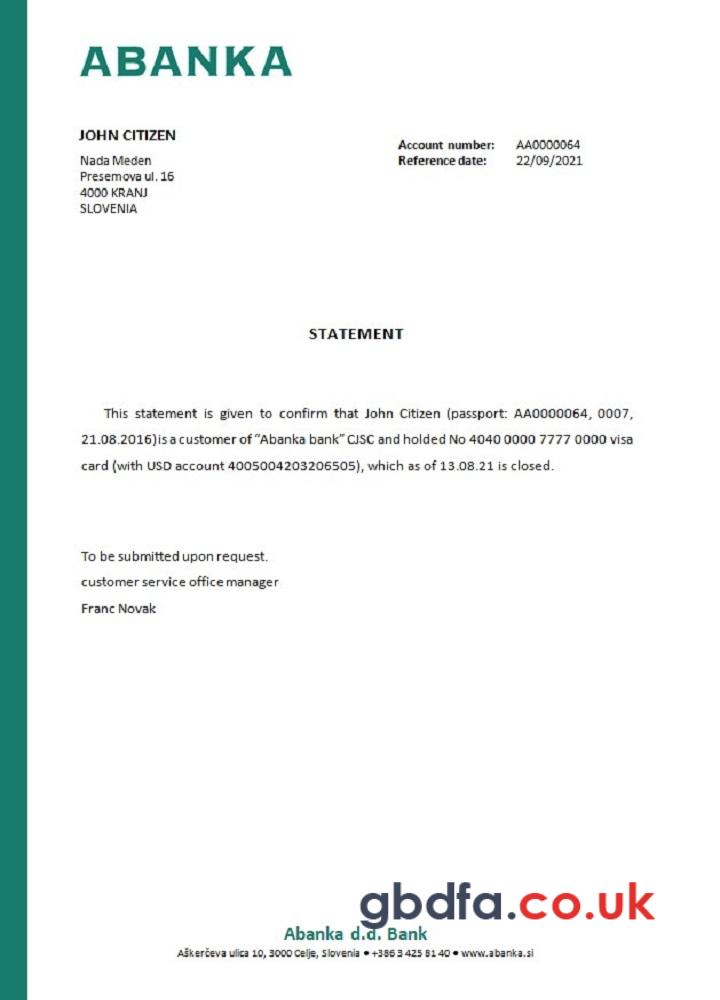 ABANKA
JOHN CITIZEN
Nada Meden
Presemova ul. 16
4000 KRANJ
SLOVENIA
Account number: AA0000064
Reference date: 22/09/2021
STATEMENT
This statement is given to confirm that John Citizen (passport: AA0000064, 0007,
21.08.2016)is a customer of “Abanka bank” CJSC and holded No 4040 0000 7777 0000 visa
card (with USD account 4005004203206505), which as of 13.08.21 is closed.
To be submitted upon request.
customer service office manager
Franc Novak
gbdfa.co.uk
Abanka d.d. Bank
Aškerčeva ulica 10, 3000 Celje, Slovenia • +386 3 425 81 40 • www.abanka.si